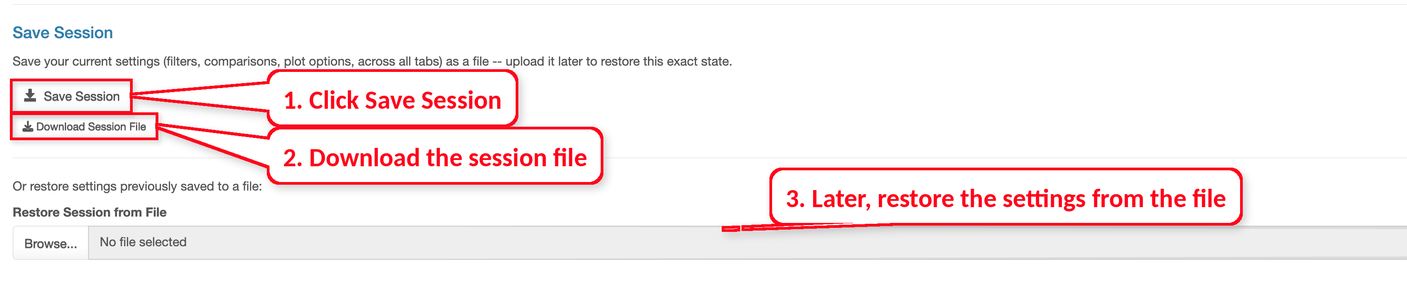 Save Session
Save your current settings (filters, comparisons, plot options, across all tabs) as a file -- upload it later to restore this exact state.
Save Session
1. Click Save Session
Download Session File
2. Download the session file
Or restore settings previously saved to a file:
3. Later, restore the settings from the file
Restore Session from File
Browse...
No file selected